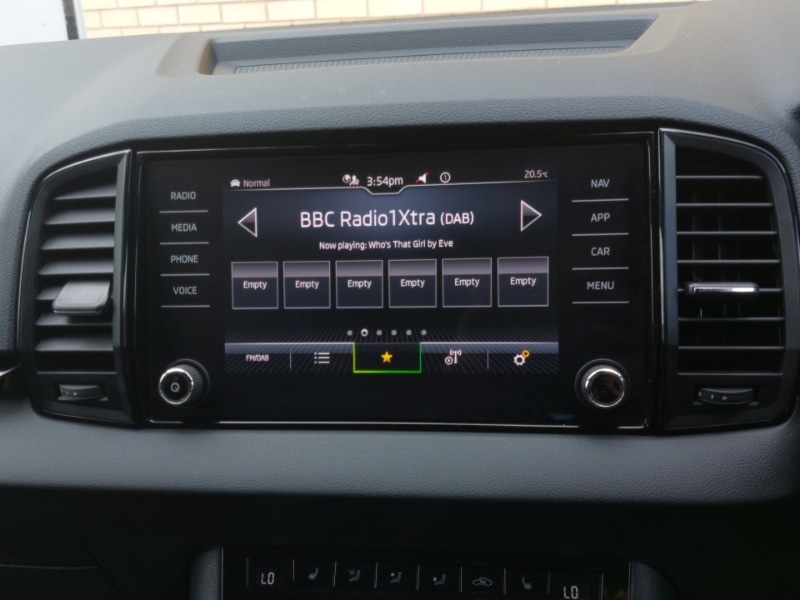 Normal 3:54pm 20.5°C
RADIO
MEDIA
PHONE
VOICE
BBC Radio1Xtra (DAB)
Now playing: Who's That Girl by Eve
Empty Empty Empty Empty Empty Empty
FM/DAB
NAV
APP
CAR
MENU
LO LO